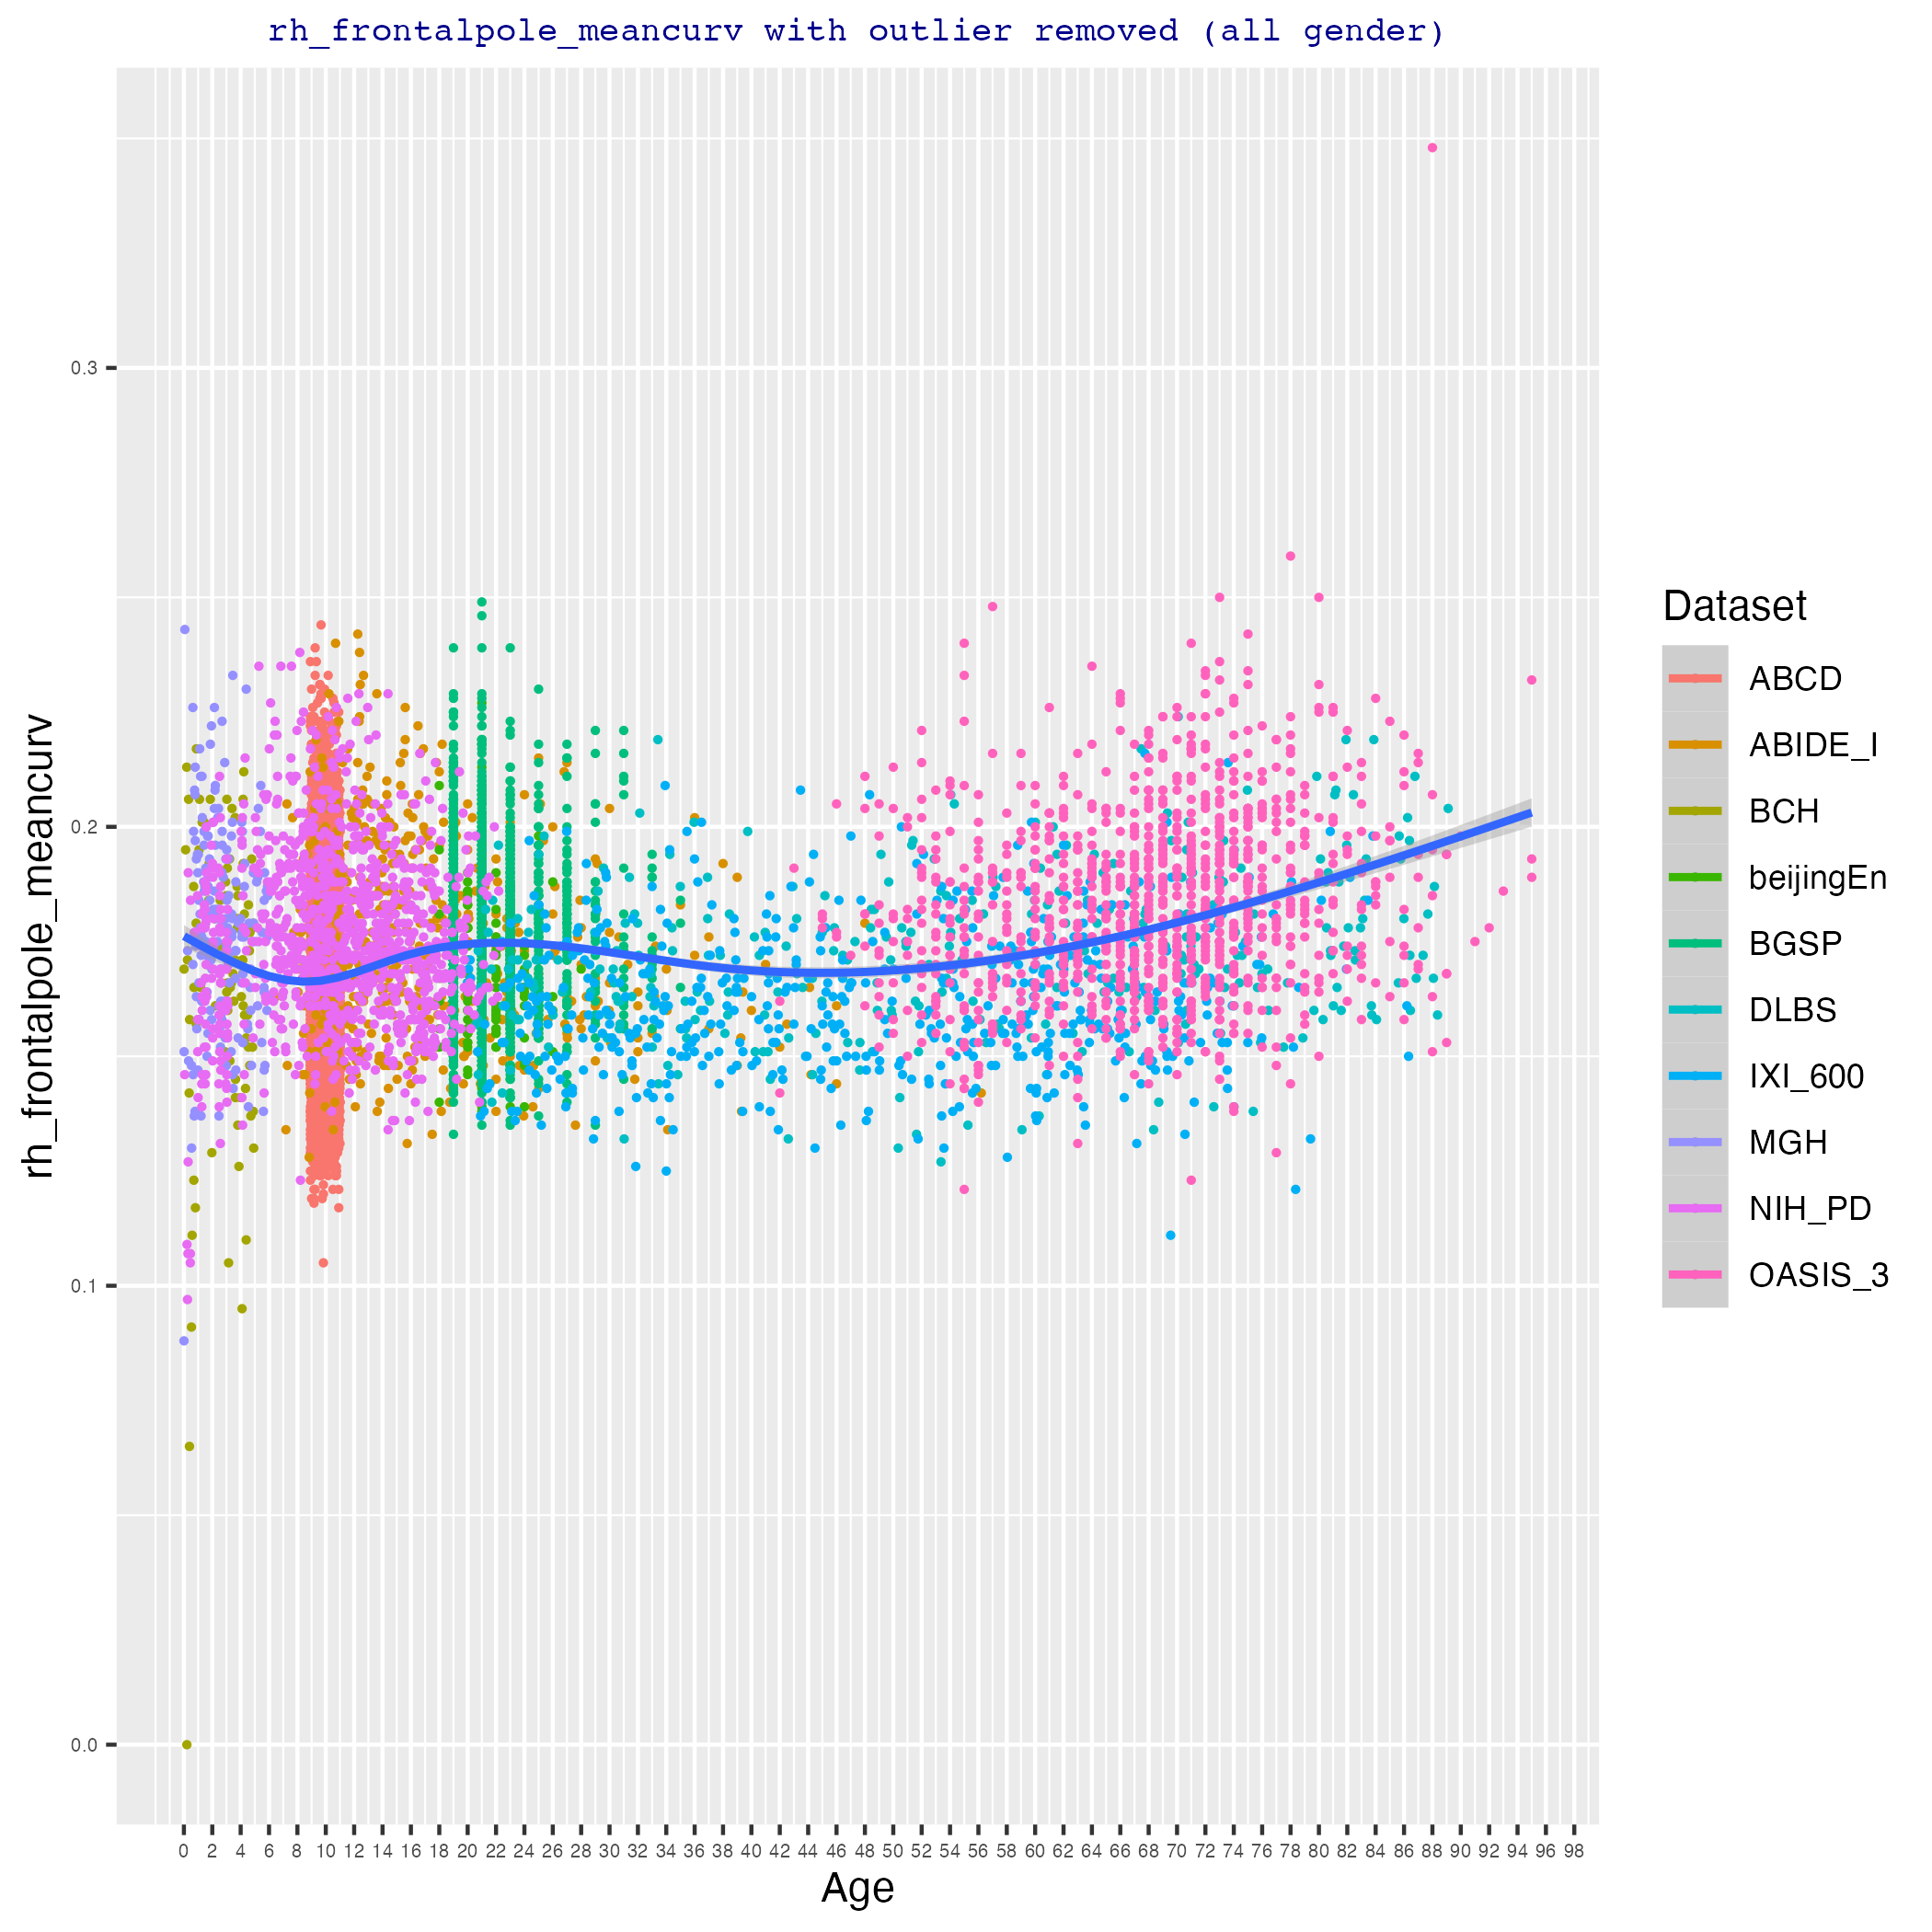 rh_frontalpole_meancurv with outlier removed (all gender)
rh_frontalpole_meancurv
0.3
0.2
0.1
0.0
0 2 4 6 8 10 12 14 16 18 20 22 24 26 28 30 32 34 36 38 40 42 44 46 48 50 52 54 56 58 60 62 64 66 68 70 72 74 76 78 80 82 84 86 88 90 92 94 96 98
Age
Dataset
ABCD
ABIDE_I
BCH
beijingEn
BGSP
DLBS
IXI_600
MGH
NIH_PD
OASIS_3